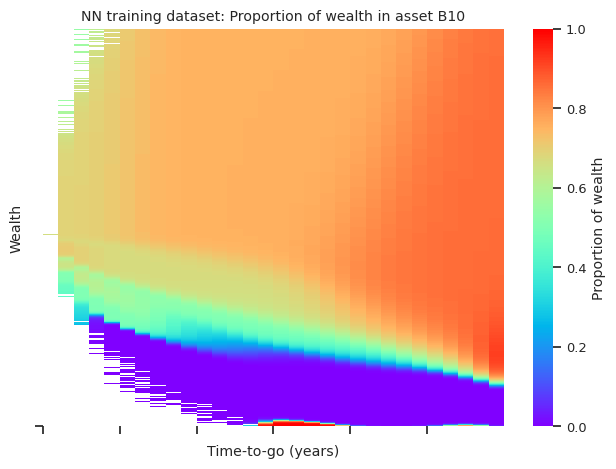 NN training dataset: Proportion of wealth in asset B10
1.0
0.8
0.6
0.4
0.2
0.0
Proportion of wealth
Wealth
Time-to-go (years)